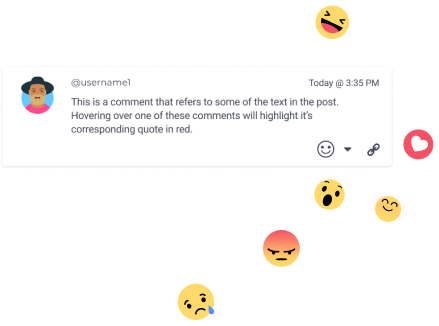 @username1
Today @ 3:35 PM
This is a comment that refers to some of the text in the post.
Hovering over one of these comments will highlight it's
corresponding quote in red.